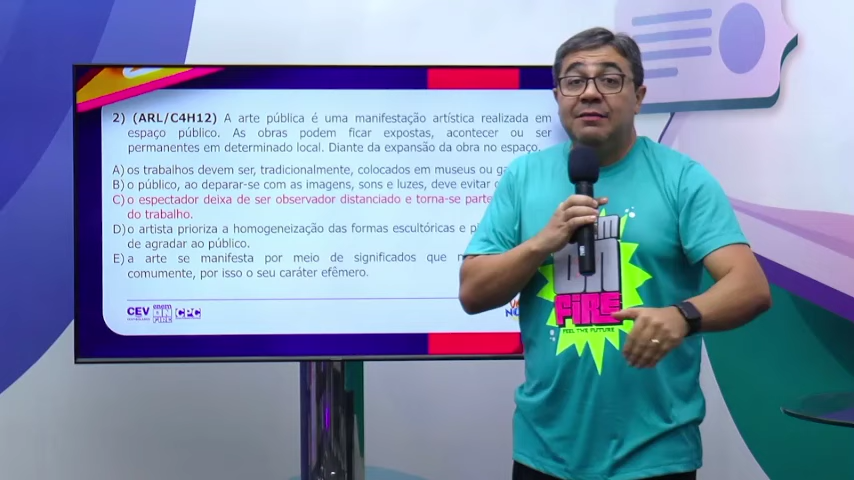 2) (ARL/C4H12) A arte pública é uma manifestação artística realizada em
espaço público. As obras podem ficar expostas, acontecer ou ser
permanentes em determinado local. Diante da expansão da obra no espaço,
A) os trabalhos devem ser, tradicionalmente, colocados em museus ou
B) o público, ao deparar-se com as imagens, sons e luzes, deve evitar
C) o espectador deixa de ser observador distanciado e torna-se parte
do trabalho.
D) o artista prioriza a homogeneização das formas escultóricas e
de agradar ao público.
E) a arte se manifesta por meio de significados que
comumente, por isso o seu caráter efêmero.
CEV
enem
ON
FIRE
CPC
ON
FIRE
FEEL THE FUTURE